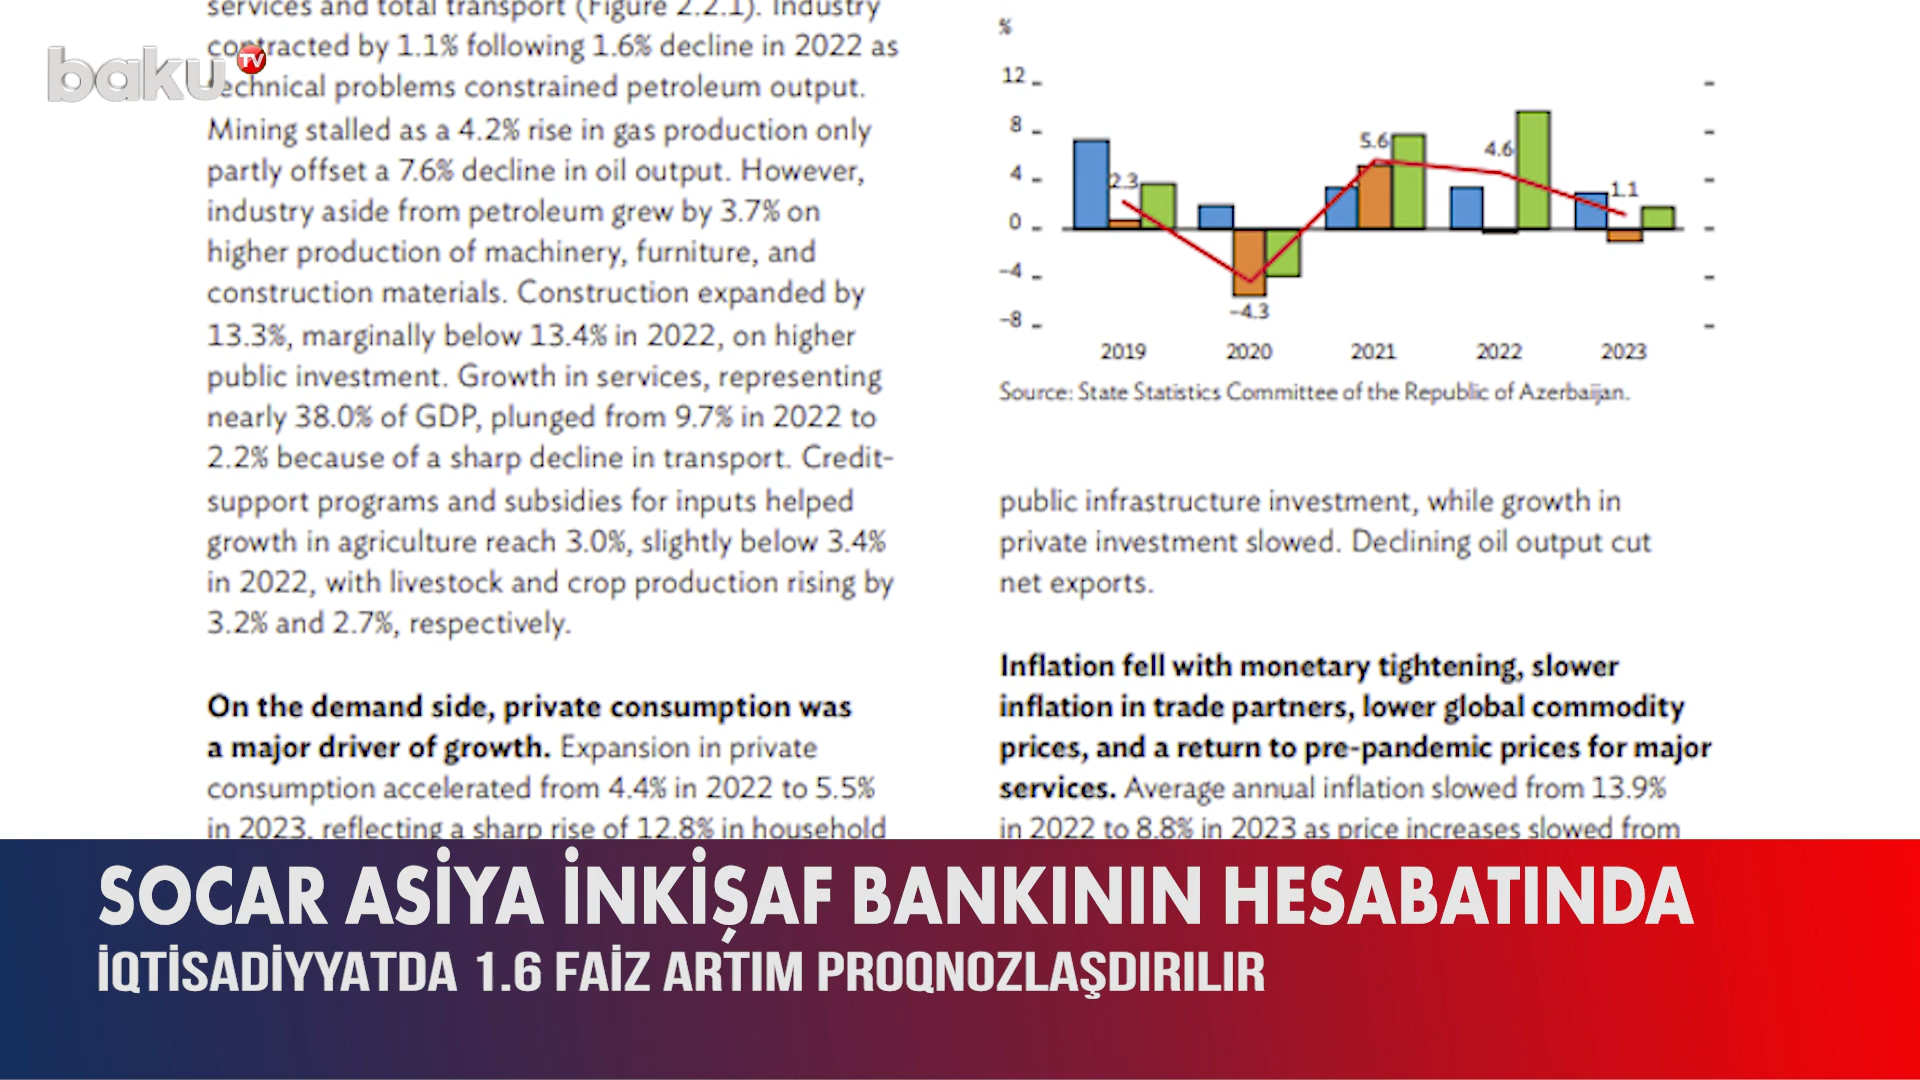 baku TV
services and total transport (Figure 2.2.1). Industry
contracted by 1.1% following 1.6% decline in 2022 as
technical problems constrained petroleum output.
Mining stalled as a 4.2% rise in gas production only
partly offset a 7.6% decline in oil output. However,
industry aside from petroleum grew by 3.7% on
higher production of machinery, furniture, and
construction materials. Construction expanded by
13.3%, marginally below 13.4% in 2022, on higher
public investment. Growth in services, representing
nearly 38.0% of GDP, plunged from 9.7% in 2022 to
2.2% because of a sharp decline in transport. Credit-
support programs and subsidies for inputs helped
growth in agriculture reach 3.0%, slightly below 3.4%
in 2022, with livestock and crop production rising by
3.2% and 2.7%, respectively.
On the demand side, private consumption was
a major driver of growth. Expansion in private
consumption accelerated from 4.4% in 2022 to 5.5%
in 2023, reflecting a sharp rise of 12.8% in household
%
12
8
4
0
−4
−8
2.3
−4.3
5.6
4.6
1.1
2019 2020 2021 2022 2023
Source: State Statistics Committee of the Republic of Azerbaijan.
public infrastructure investment, while growth in
private investment slowed. Declining oil output cut
net exports.
Inflation fell with monetary tightening, slower
inflation in trade partners, lower global commodity
prices, and a return to pre-pandemic prices for major
services. Average annual inflation slowed from 13.9%
in 2022 to 8.8% in 2023 as price increases slowed from
SOCAR ASİYA İNKİŞAF BANKININ HESABATINDA
İQTİSADİYYATDA 1.6 FAİZ ARTIM PROQNOZLAŞDIRILIR